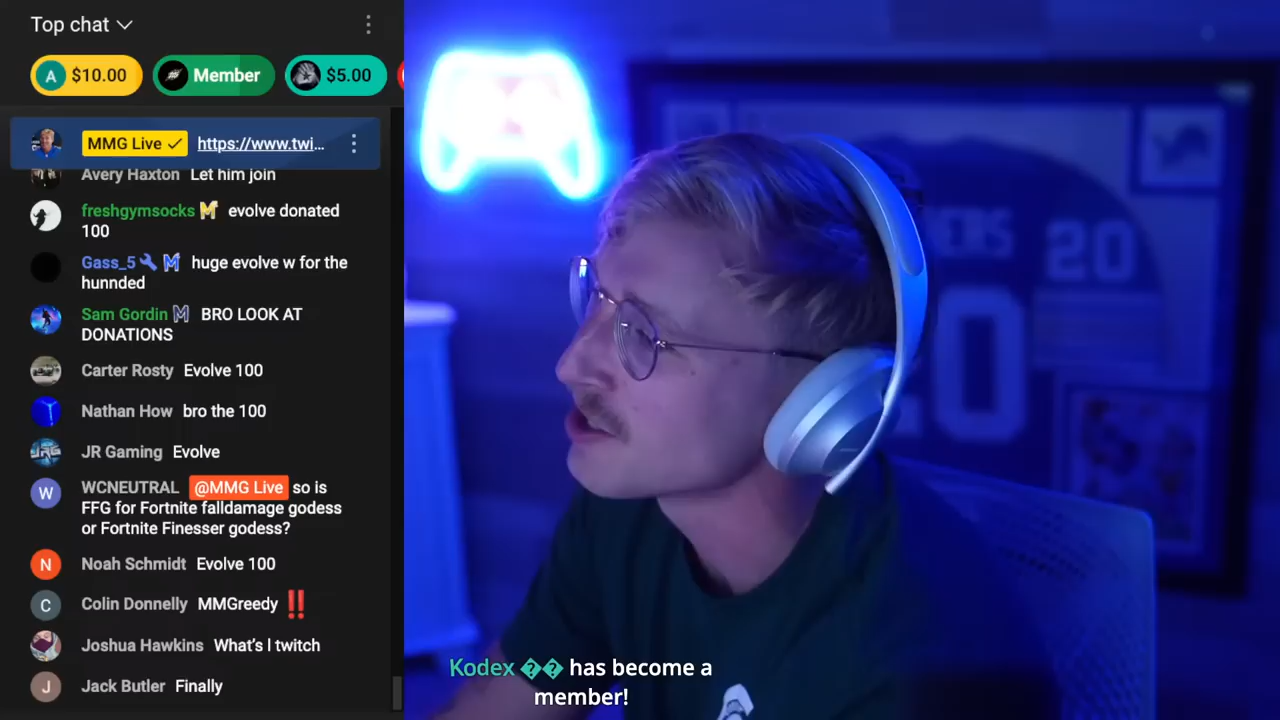 Top chat
A $10.00 Member $5.00
MMG Live https://www.twi...
Avery Haxton Let him join
freshgymsocks evolve donated
100
Gass_5 huge evolve w for the
hunnded
Sam Gordin BRO LOOK AT
DONATIONS
Carter Rosty Evolve 100
Nathan How bro the 100
JR Gaming Evolve
W WCNEUTRAL @MMG Live so is
FFG for Fortnite falldamage godess
or Fortnite Finesser godess?
N Noah Schmidt Evolve 100
C Colin Donnelly MMGreedy ‼️
Joshua Hawkins What's l twitch
J Jack Butler Finally
20
20
Kodex �� has become a
member!